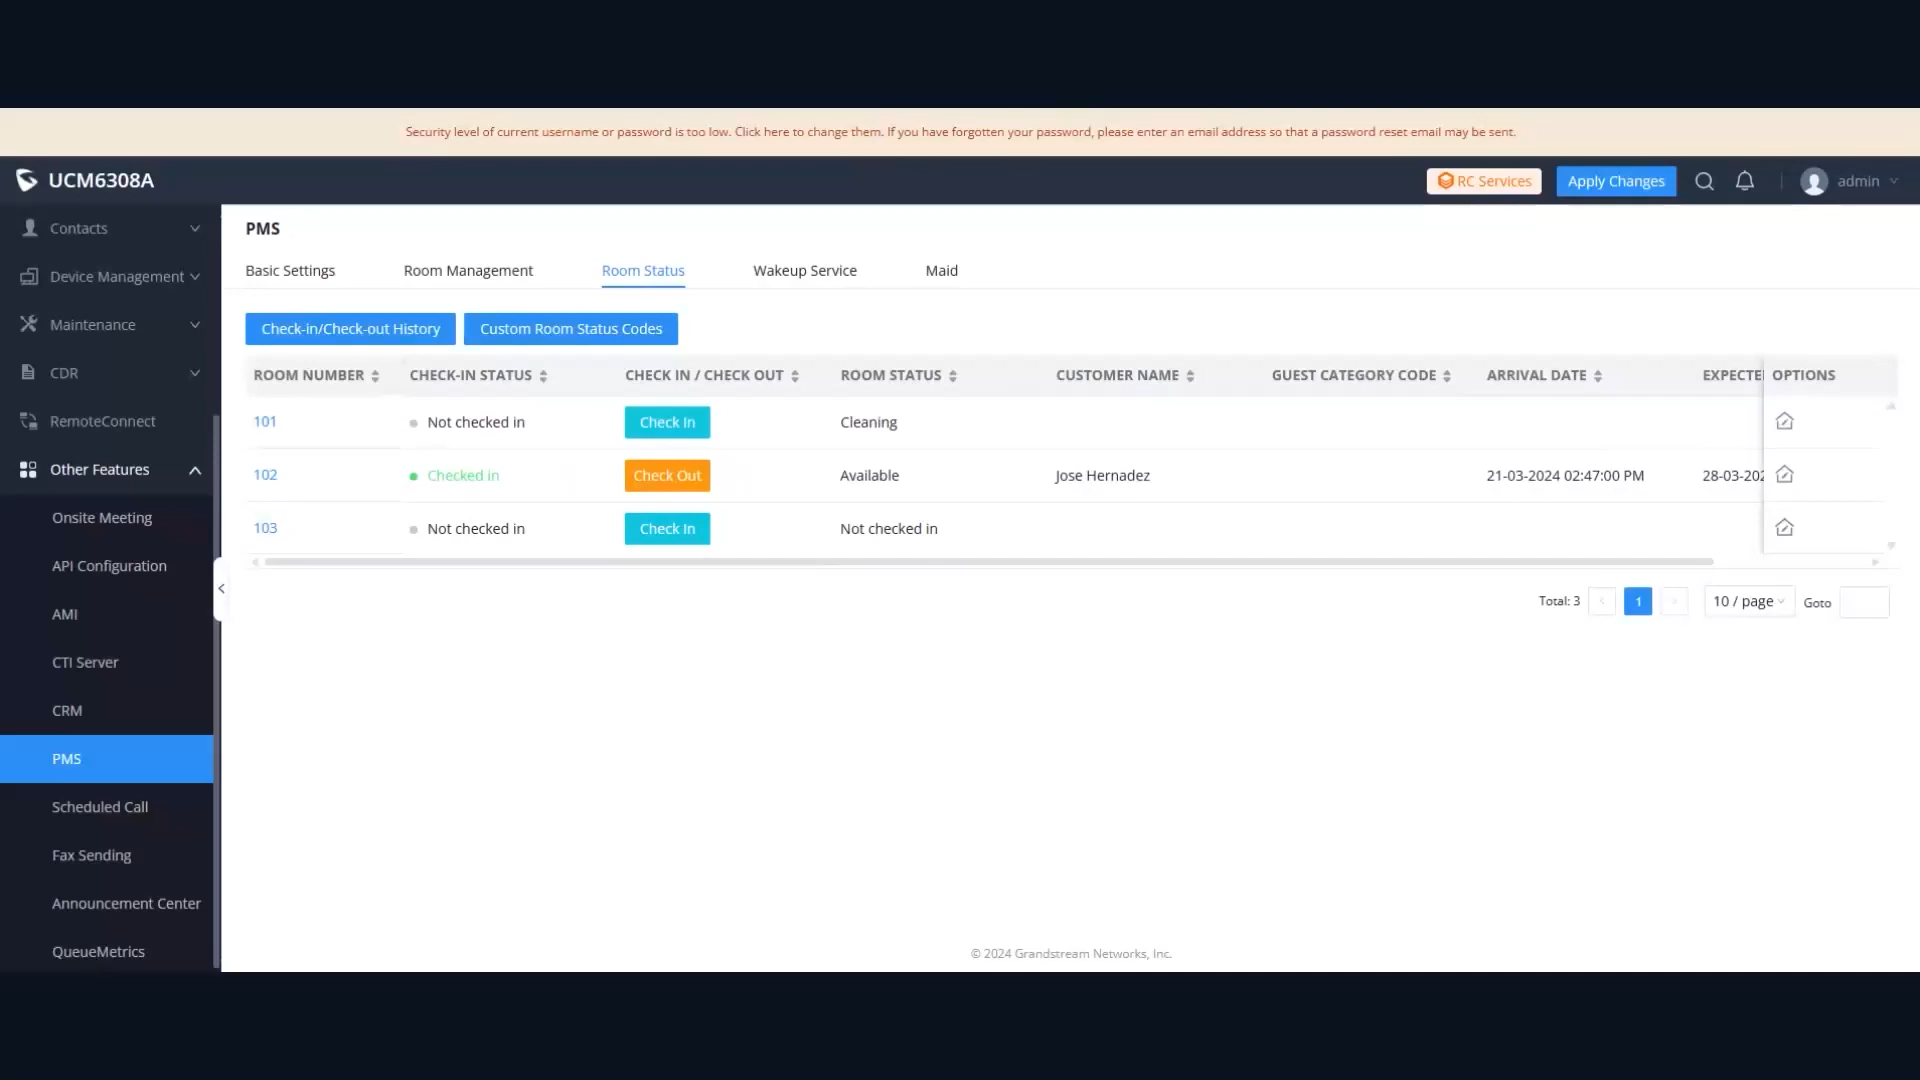 Security level of current username or password is too low. Click here to change them. If you have forgotten your password, please enter an email address so that a password reset email may be sent.
UCM6308A
RC Services
Apply Changes
admin
Contacts
Device Management
Maintenance
CDR
RemoteConnect
Other Features
Onsite Meeting
API Configuration
AMI
CTI Server
CRM
PMS
Scheduled Call
Fax Sending
Announcement Center
QueueMetrics
PMS
Basic Settings Room Management Room Status Wakeup Service Maid
Check-in/Check-out History Custom Room Status Codes
ROOM NUMBER CHECK-IN STATUS CHECK IN / CHECK OUT ROOM STATUS CUSTOMER NAME GUEST CATEGORY CODE ARRIVAL DATE EXPECTE OPTIONS
101 Not checked in Check In Cleaning
102 Checked in Check Out Available Jose Hernadez 21-03-2024 02:47:00 PM 28-03-202
103 Not checked in Check In Not checked in
Total: 3 1 10 / page Goto
© 2024 Grandstream Networks, Inc.